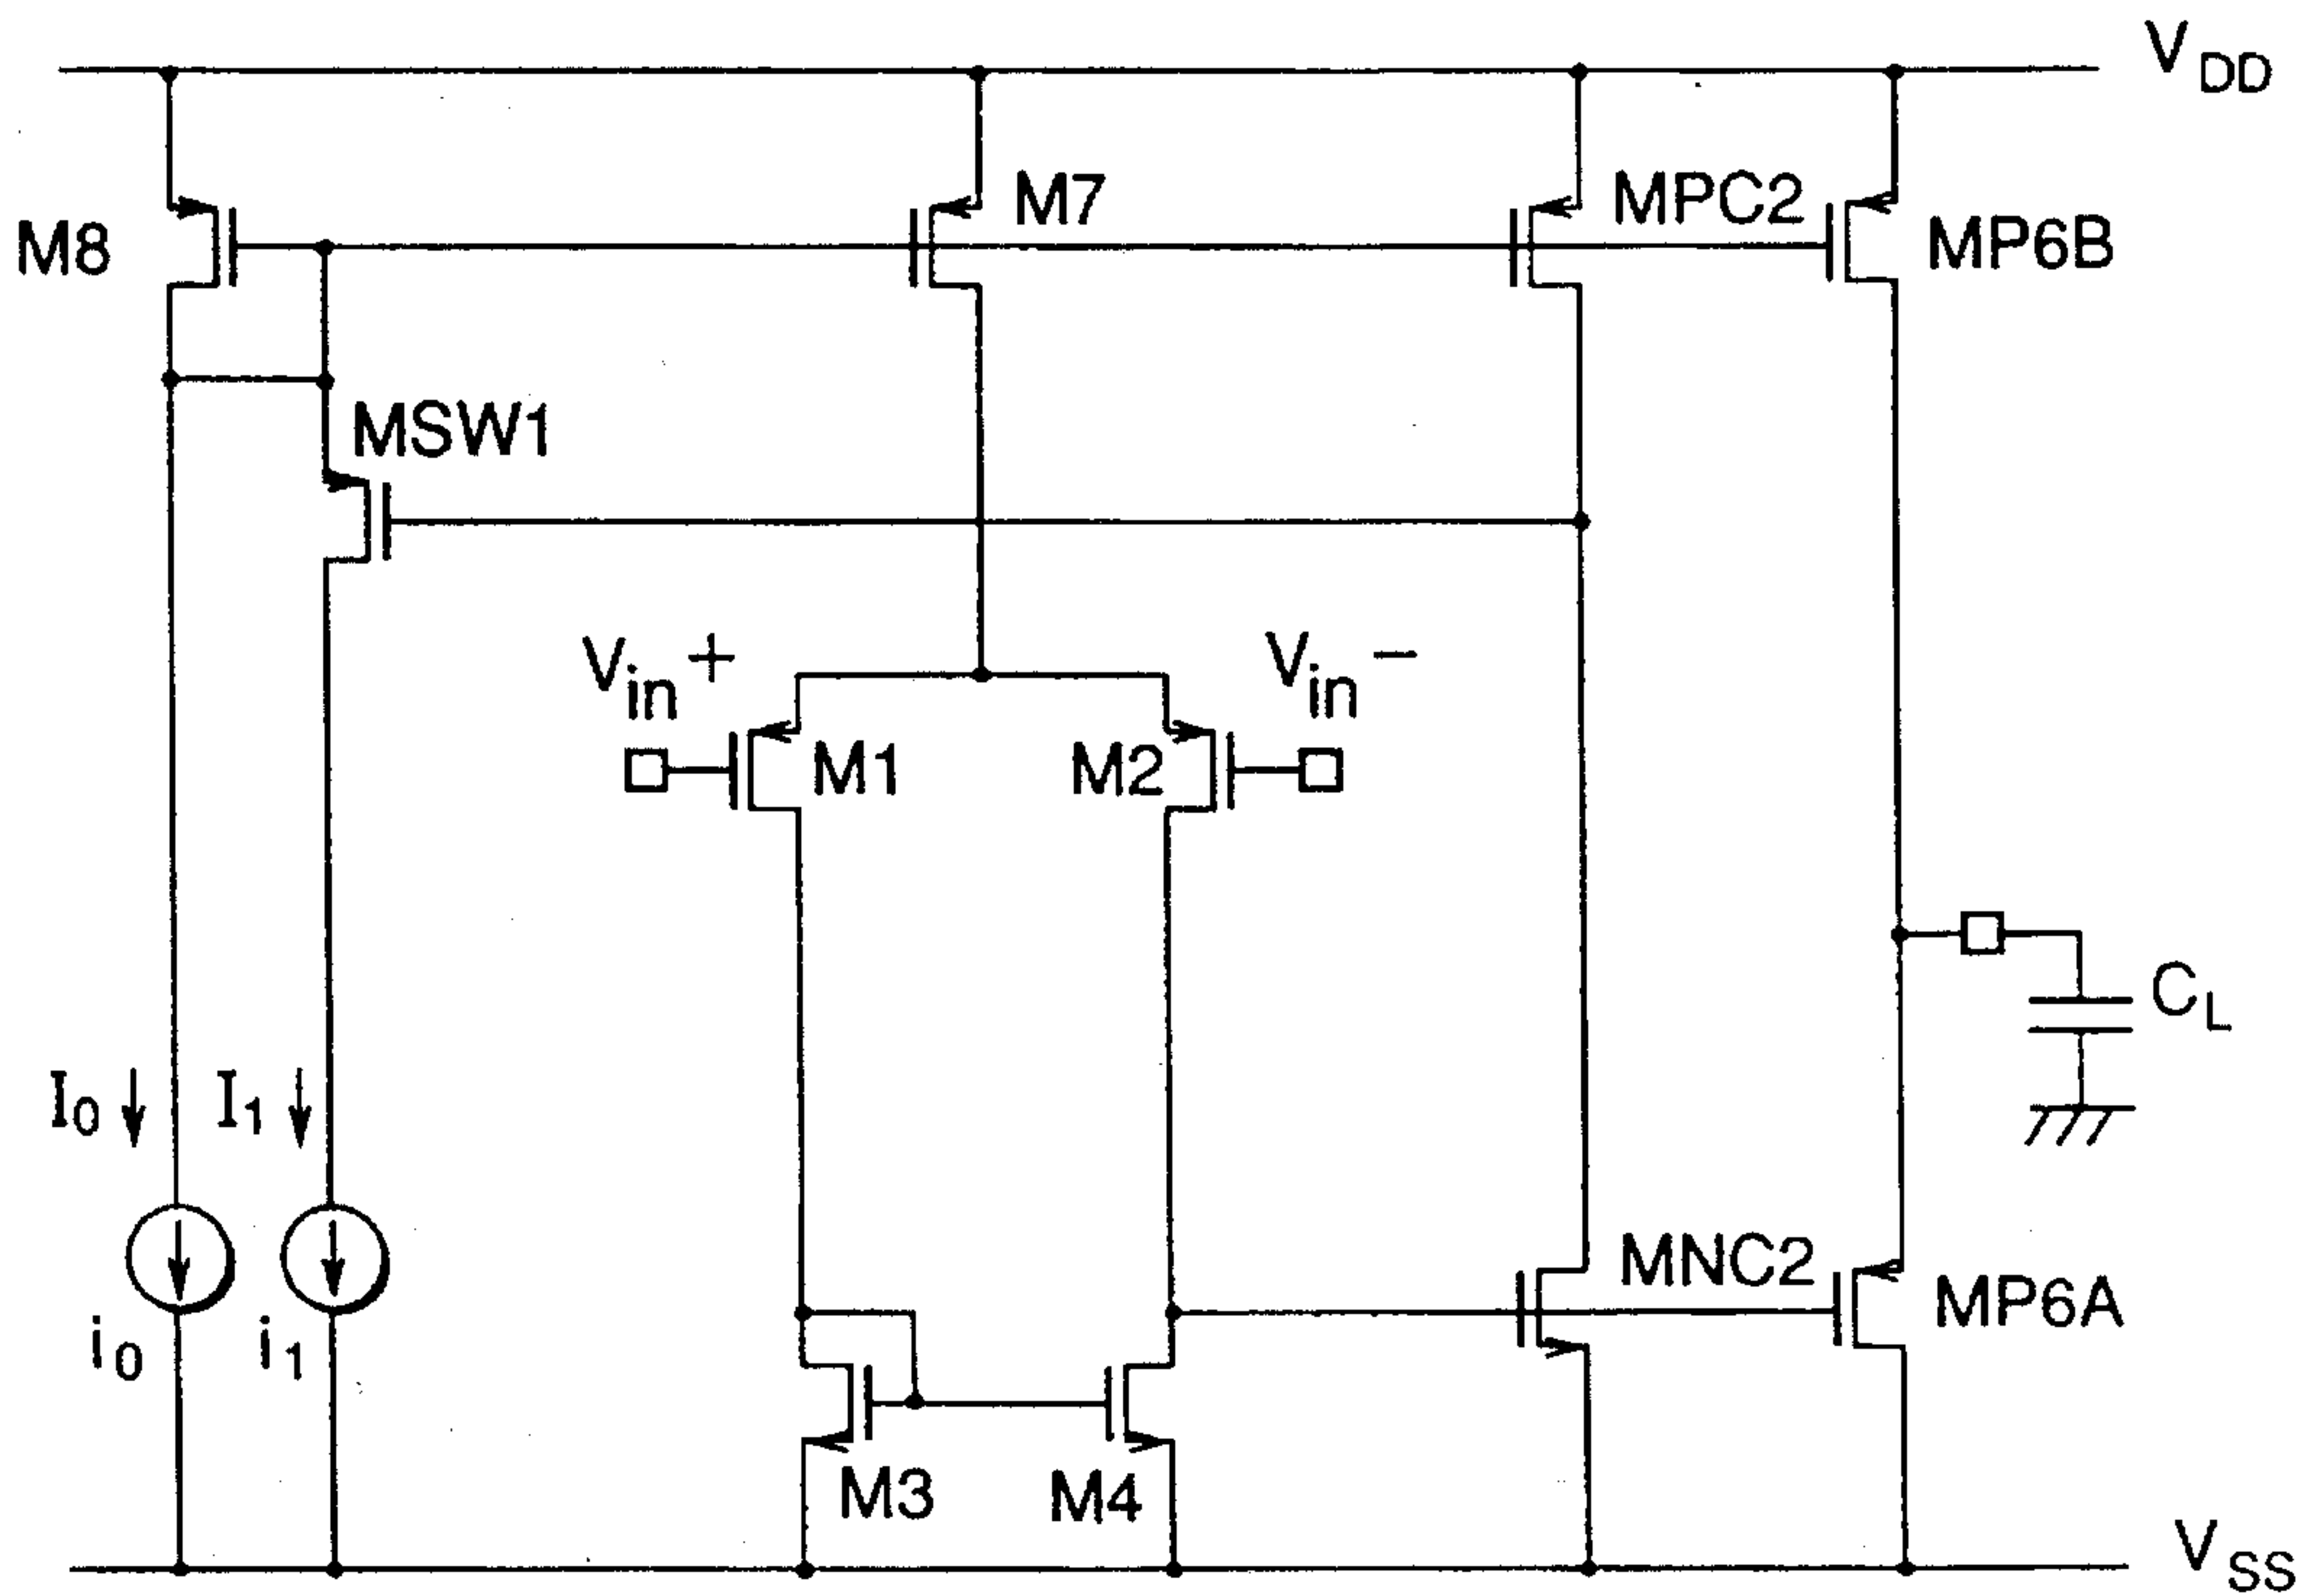 VDD
M8
M7
MPC2
MP6B
MSW1
Vin+
Vin−
M1
M2
CL
I0
I1
i0
i1
MNC2
MP6A
M3
M4
VSS